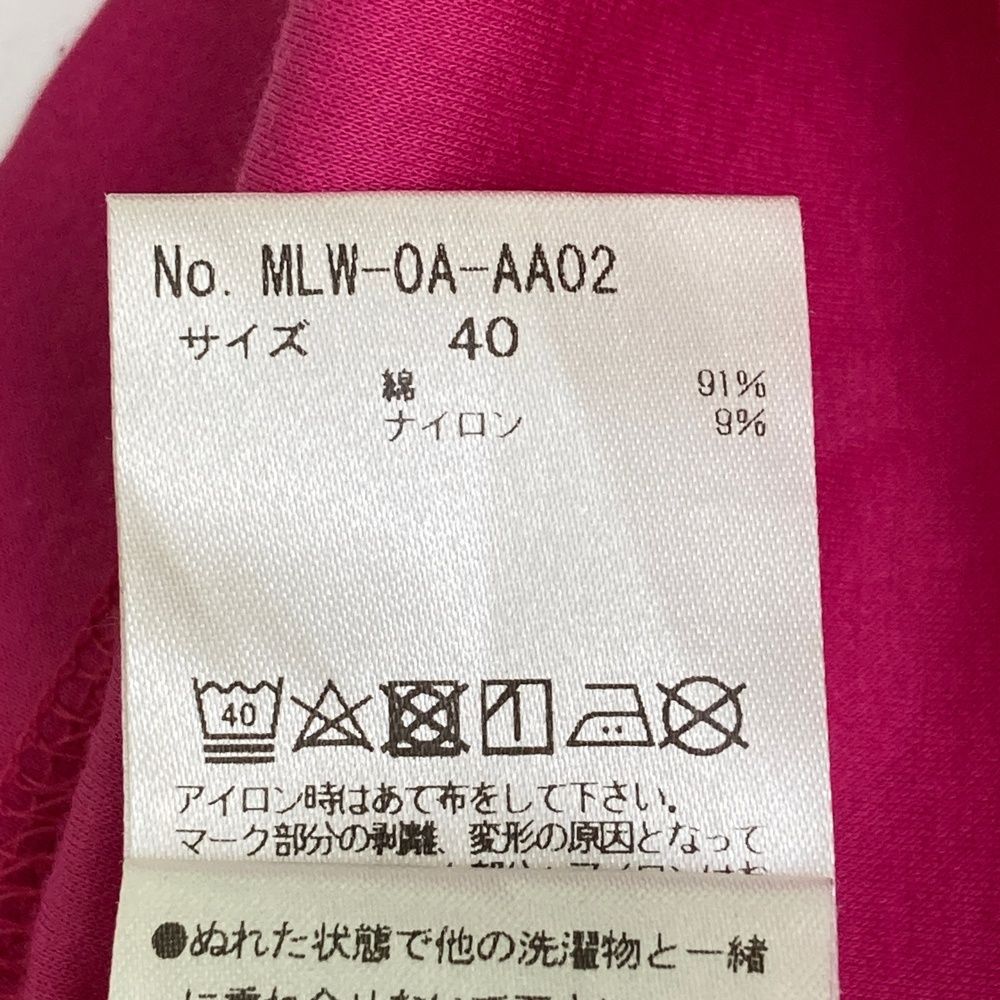 No. MLW-OA-AA02
サイズ 40
綿 91%
ナイロン 9%
40
アイロン時はあて布をして下さい。
マーク部分の剥離、変形の原因となって
●ぬれた状態で他の洗濯物と一緒